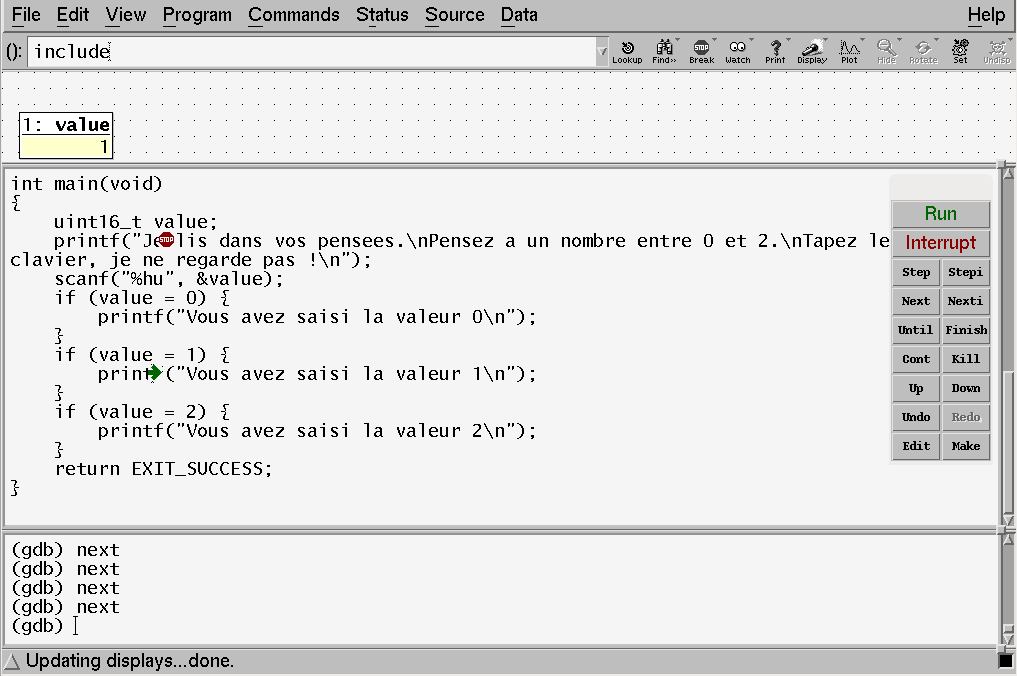 File Edit View Program Commands Status Source Data Help
(): include Lookup Find>> Break Watch Print Display Plot Hide Rotate Set Undisp
1: value
1
int main(void)
{
uint16_t value;
printf("Je lis dans vos pensees.\nPensez a un nombre entre 0 et 2.\nTapez le
clavier, je ne regarde pas !\n");
scanf("%hu", &value);
if (value = 0) {
printf("Vous avez saisi la valeur 0\n");
}
if (value = 1) {
printf("Vous avez saisi la valeur 1\n");
}
if (value = 2) {
printf("Vous avez saisi la valeur 2\n");
}
return EXIT_SUCCESS;
}
Run
Interrupt
Step Stepi
Next Nexti
Until Finish
Cont Kill
Up Down
Undo Redo
Edit Make
(gdb) next
(gdb) next
(gdb) next
(gdb) next
(gdb)
Updating displays...done.